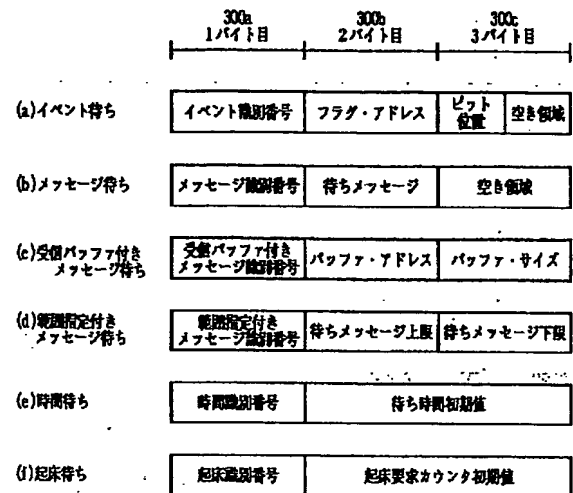 300a 300b 300c
1バイト目 2バイト目 3バイト目
(a)イベント待ち イベント識別番号 フラグ・アドレス ビット位置 空き領域
(b)メッセージ待ち メッセージ識別番号 待ちメッセージ 空き領域
(c)受信バッファ付き 受信バッファ付き バッファ・アドレス バッファ・サイズ
メッセージ待ち メッセージ識別番号
(d)範囲指定付き 範囲指定付き 待ちメッセージ上限 待ちメッセージ下限
メッセージ待ち メッセージ識別番号
(e)時間待ち 時間識別番号 待ち時間初期値
(f)起床待ち 起床識別番号 起床要求カウンタ初期値